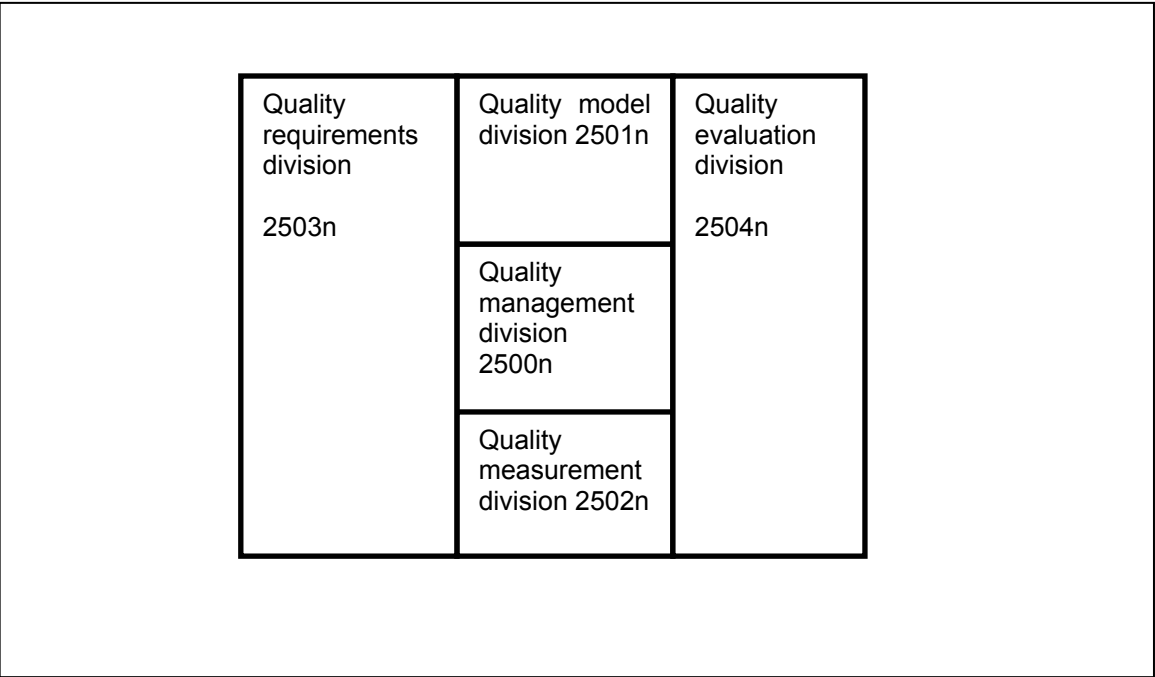 Quality
requirements
division
2503n
Quality model
division 2501n
Quality
management
division
2500n
Quality
measurement
division 2502n
Quality
evaluation
division
2504n